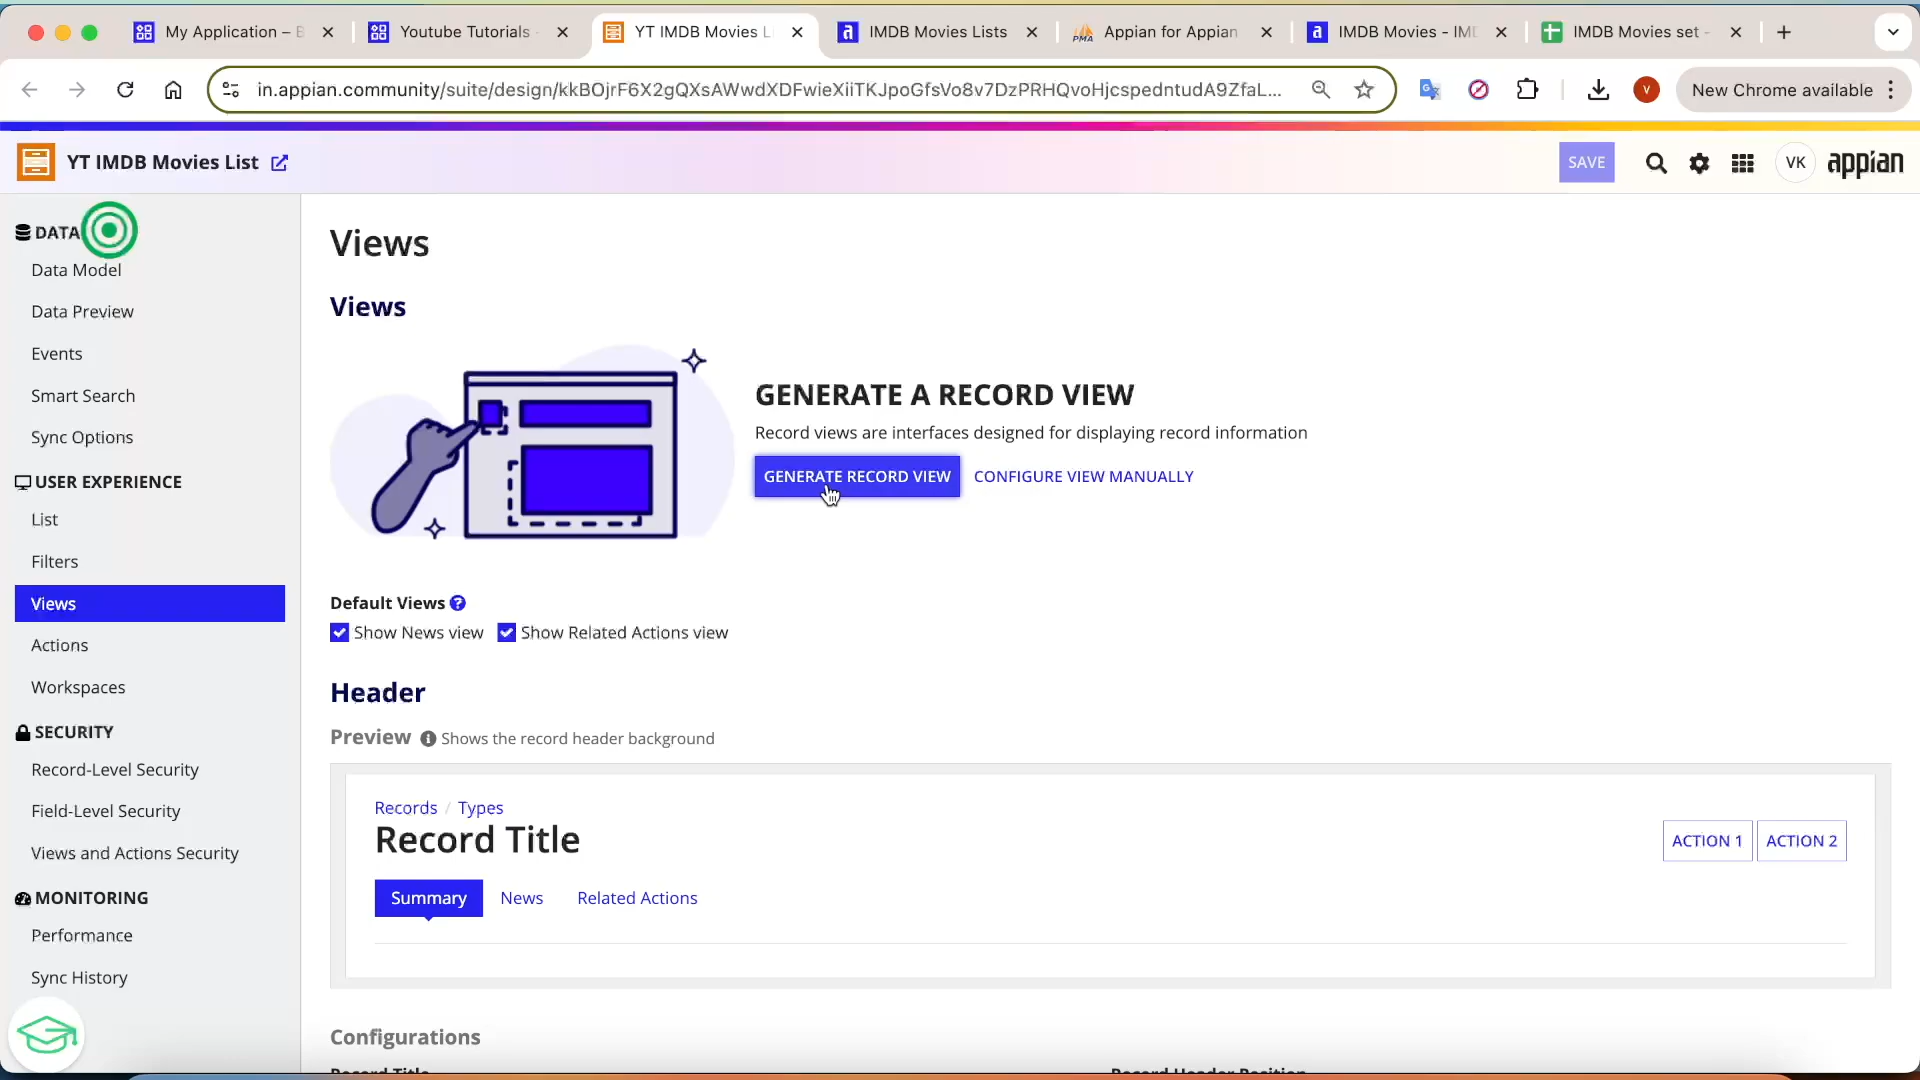 My Application – B
Youtube Tutorials -
YT IMDB Movies L
IMDB Movies Lists
Appian for Appian
IMDB Movies - IMD
IMDB Movies set -
in.appian.community/suite/design/kkBOjrF6X2gQXsAWwdXDFwieXiiTKJpoGfsVo8v7DzPRHQvoHjcspedntudA9ZfaL...
V
New Chrome available
YT IMDB Movies List
SAVE
VK
appian
DATA
Data Model
Data Preview
Events
Smart Search
Sync Options
USER EXPERIENCE
List
Filters
Views
Actions
Workspaces
SECURITY
Record-Level Security
Field-Level Security
Views and Actions Security
MONITORING
Performance
Sync History
Views
Views
GENERATE A RECORD VIEW
Record views are interfaces designed for displaying record information
GENERATE RECORD VIEW
CONFIGURE VIEW MANUALLY
Default Views
Show News view
Show Related Actions view
Header
Preview
Shows the record header background
Records / Types
Record Title
ACTION 1
ACTION 2
Summary
News
Related Actions
Configurations
Record Title
Record Header Position